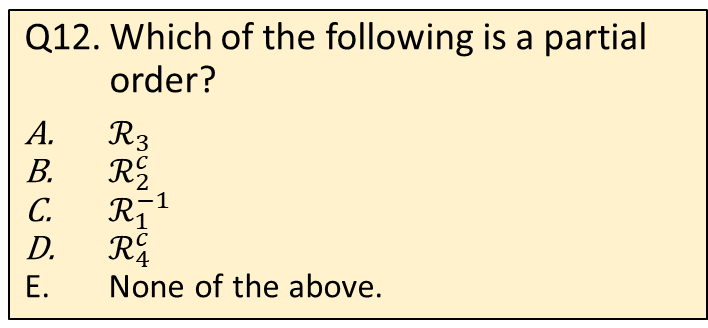 Q12. Which of the following is a partial
order?
A. ℛ₃
B. ℛ₂ᶜ
C. ℛ₁⁻¹
D. ℛ₄ᶜ
E. None of the above.